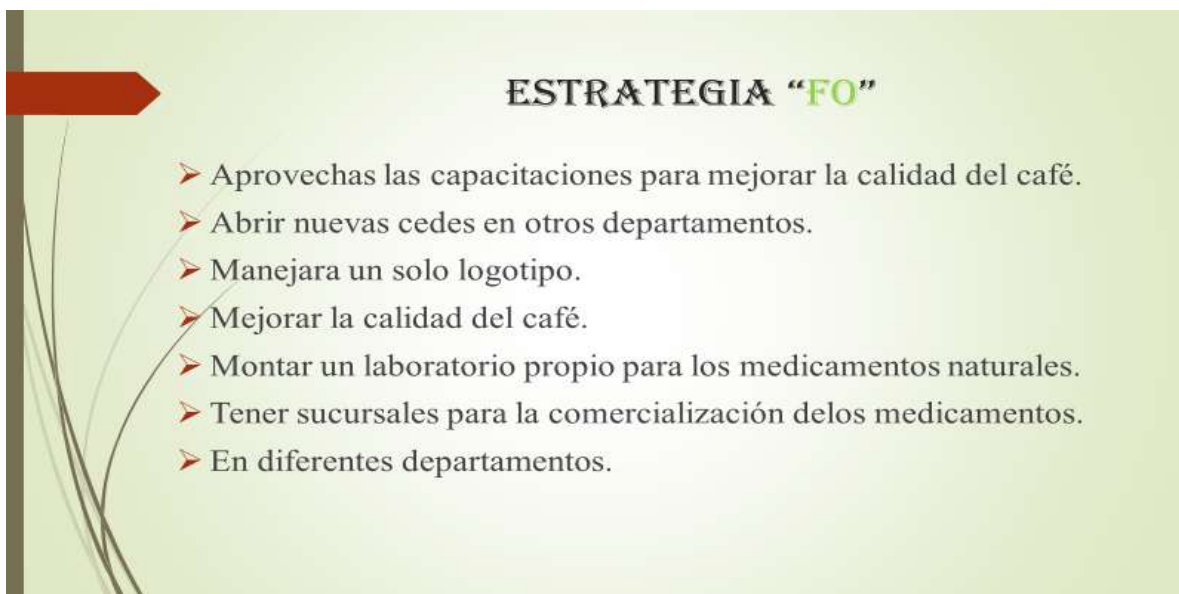 ESTRATEGIA “FO”
Aprovechas las capacitaciones para mejorar la calidad del café.
Abrir nuevas cedes en otros departamentos.
Manejara un solo logotipo.
Mejorar la calidad del café.
Montar un laboratorio propio para los medicamentos naturales.
Tener sucursales para la comercialización delos medicamentos.
En diferentes departamentos.